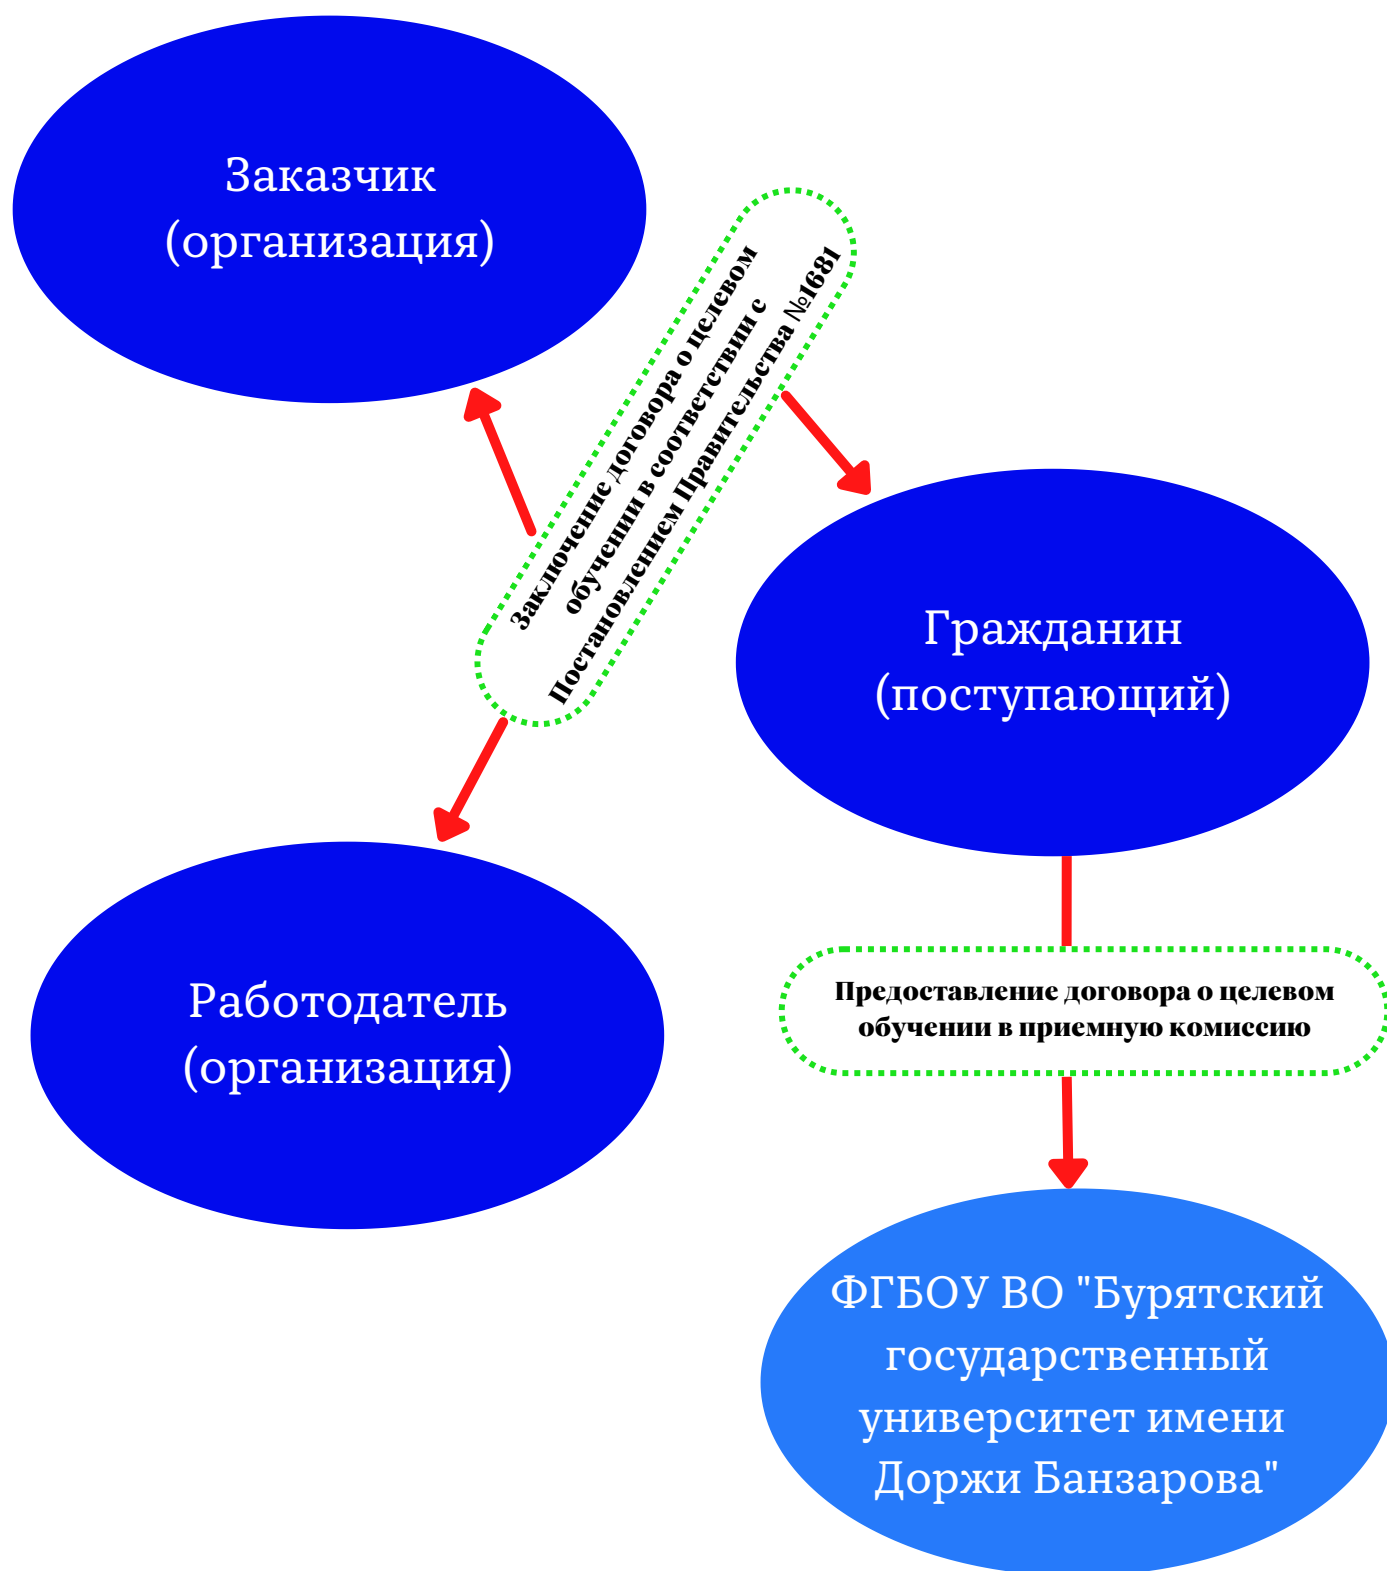 Заказчик
(организация)
Заключение договора о целевом
обучении в соответствии с
Постановлением Правительства №1681
Гражданин
(поступающий)
Работодатель
(организация)
Предоставление договора о целевом
обучении в приемную комиссию
ФГБОУ ВО "Бурятский
государственный
университет имени
Доржи Банзарова"